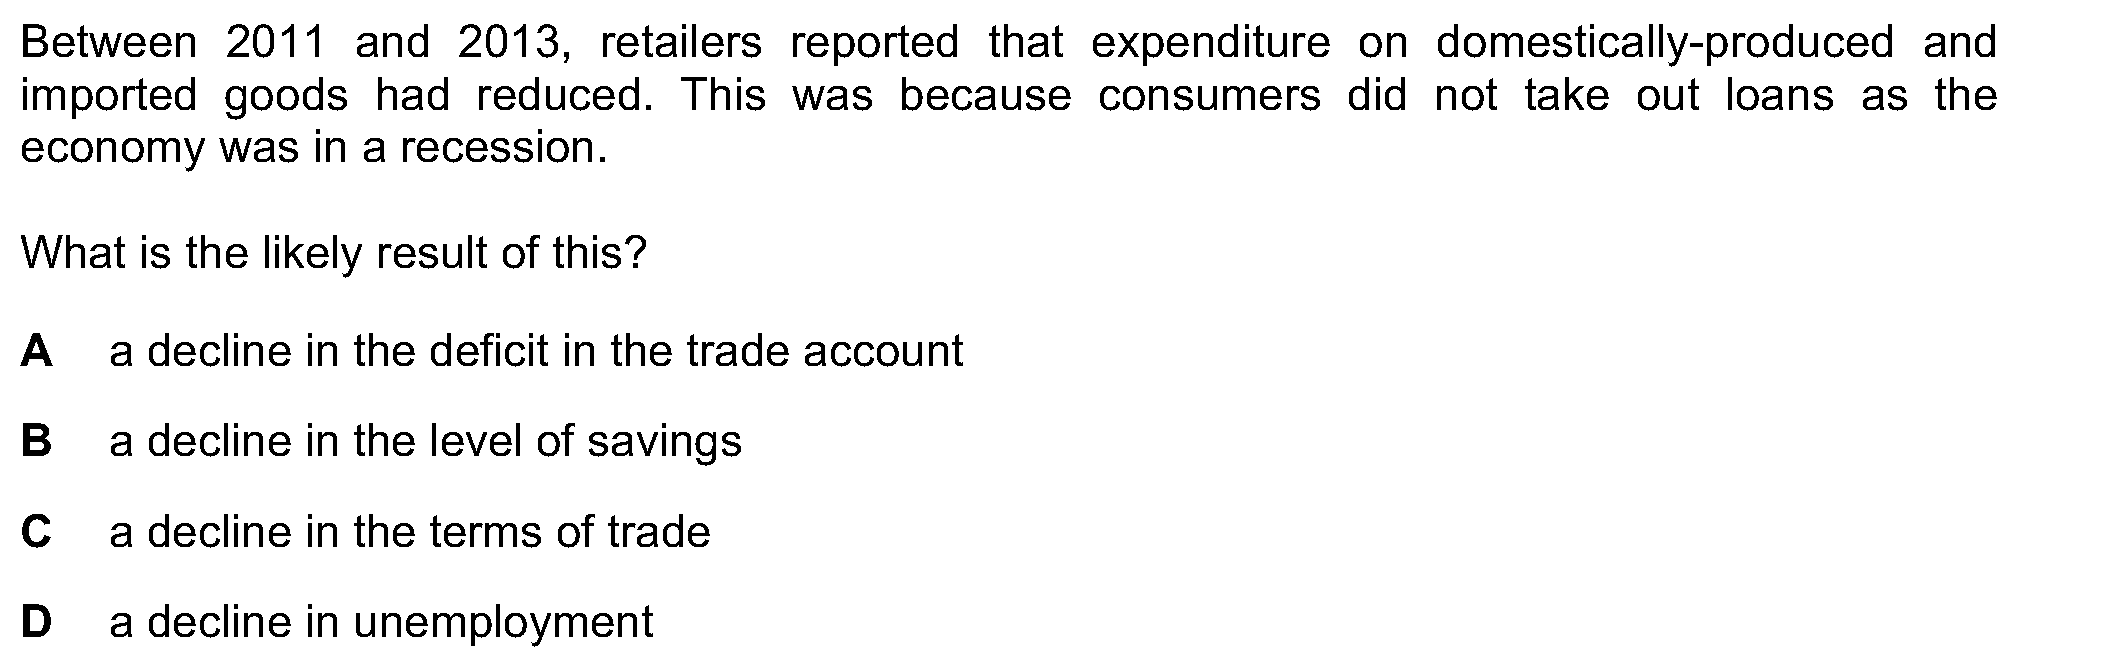 Between 2011 and 2013, retailers reported that expenditure on domestically-produced and
imported goods had reduced. This was because consumers did not take out loans as the
economy was in a recession.
What is the likely result of this?
A a decline in the deficit in the trade account
B a decline in the level of savings
C a decline in the terms of trade
D a decline in unemployment